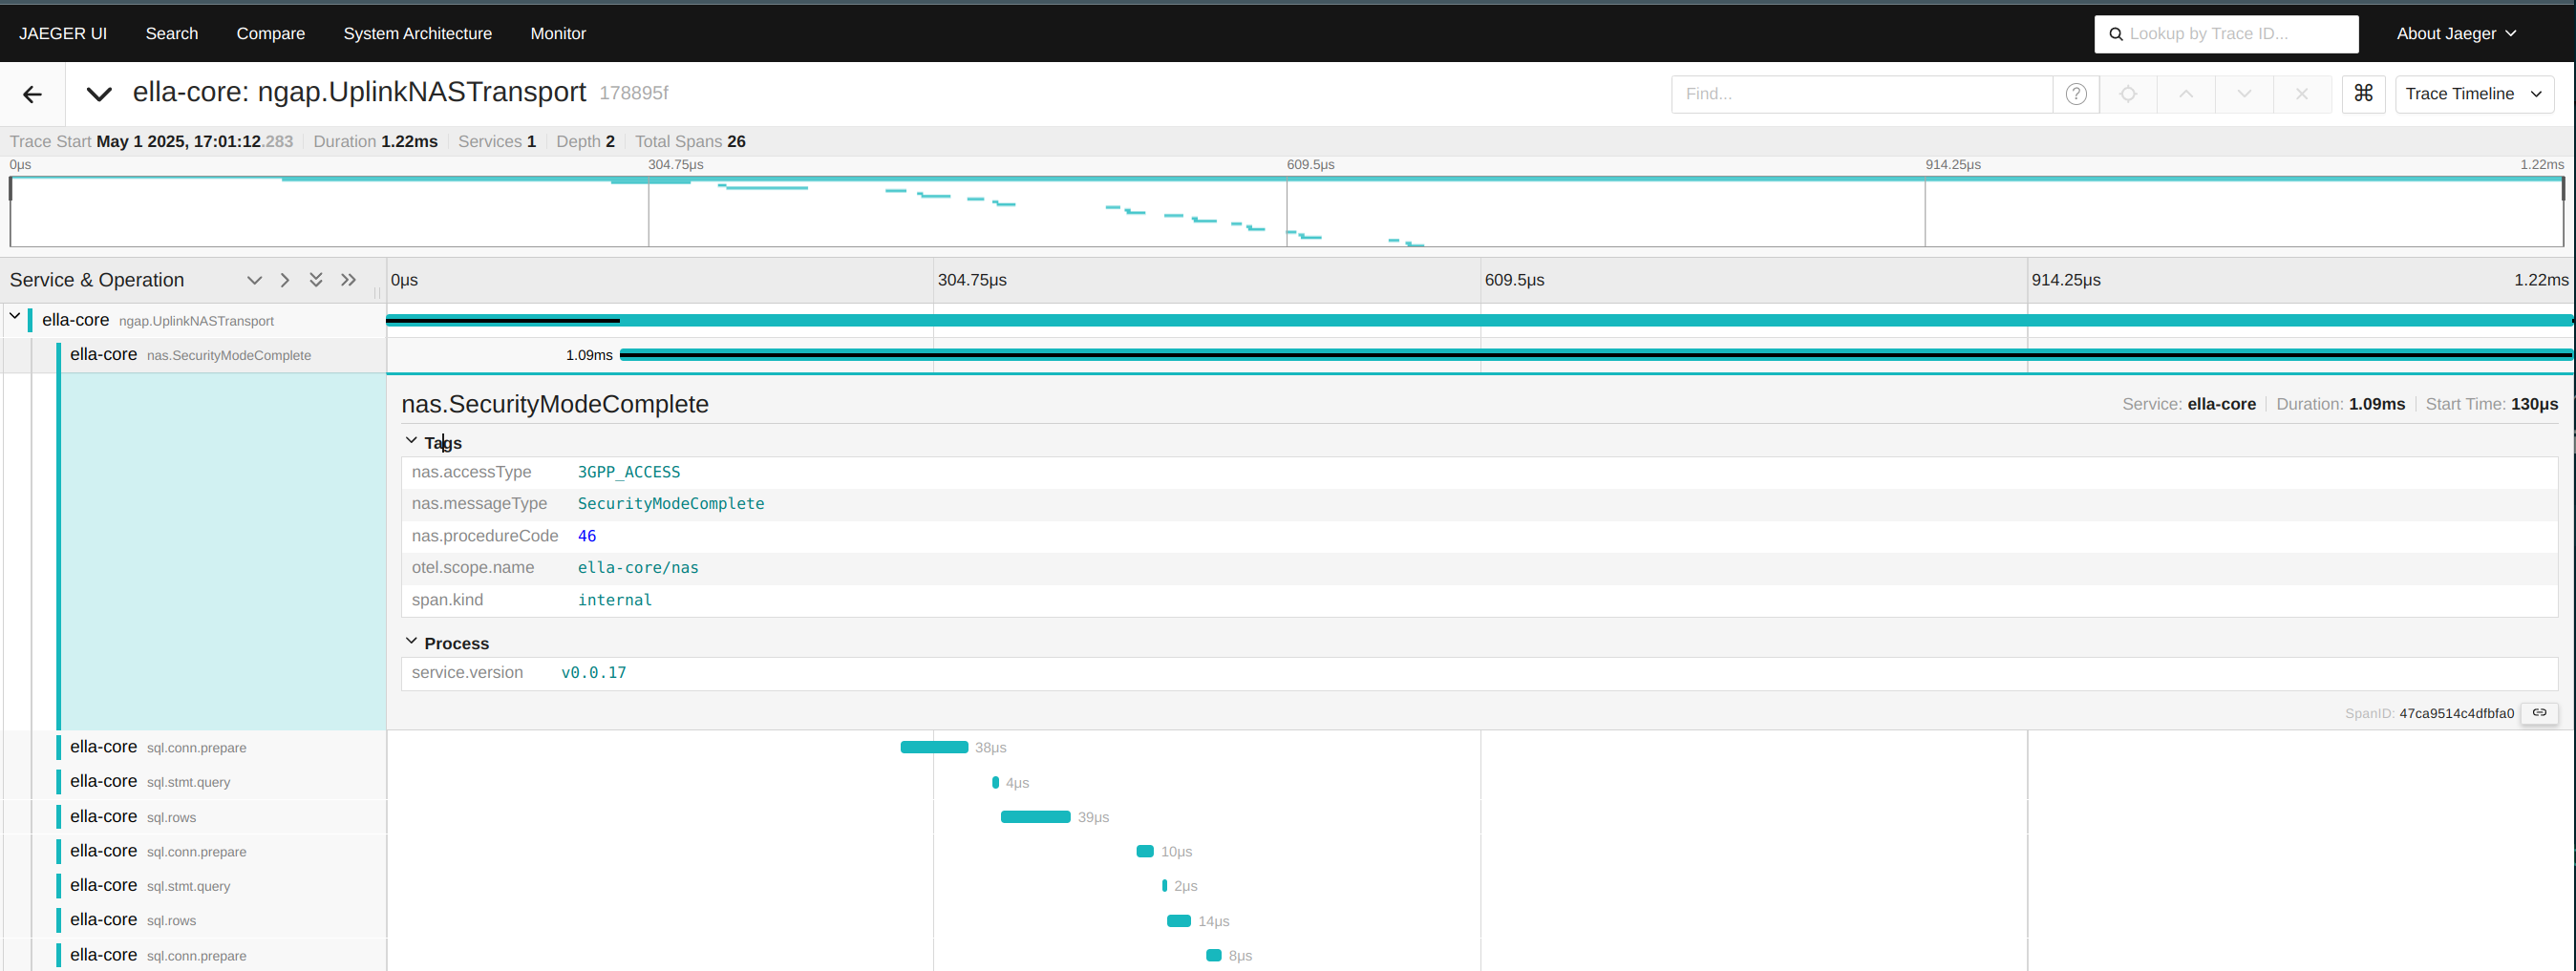 JAEGER UI Search Compare System Architecture Monitor Lookup by Trace ID... About Jaeger
ella-core: ngap.UplinkNASTransport 178895f Find... ? ⌘ Trace Timeline
Trace Start May 1 2025, 17:01:12.283 Duration 1.22ms Services 1 Depth 2 Total Spans 26
0μs 304.75μs 609.5μs 914.25μs 1.22ms
Service & Operation 0μs 304.75μs 609.5μs 914.25μs 1.22ms
ella-core ngap.UplinkNASTransport
ella-core nas.SecurityModeComplete 1.09ms
nas.SecurityModeComplete Service: ella-core Duration: 1.09ms Start Time: 130μs
Tags
nas.accessType 3GPP_ACCESS
nas.messageType SecurityModeComplete
nas.procedureCode 46
otel.scope.name ella-core/nas
span.kind internal
Process
service.version v0.0.17
SpanID: 47ca9514c4dfbfa0
ella-core sql.conn.prepare 38μs
ella-core sql.stmt.query 4μs
ella-core sql.rows 39μs
ella-core sql.conn.prepare 10μs
ella-core sql.stmt.query 2μs
ella-core sql.rows 14μs
ella-core sql.conn.prepare 8μs